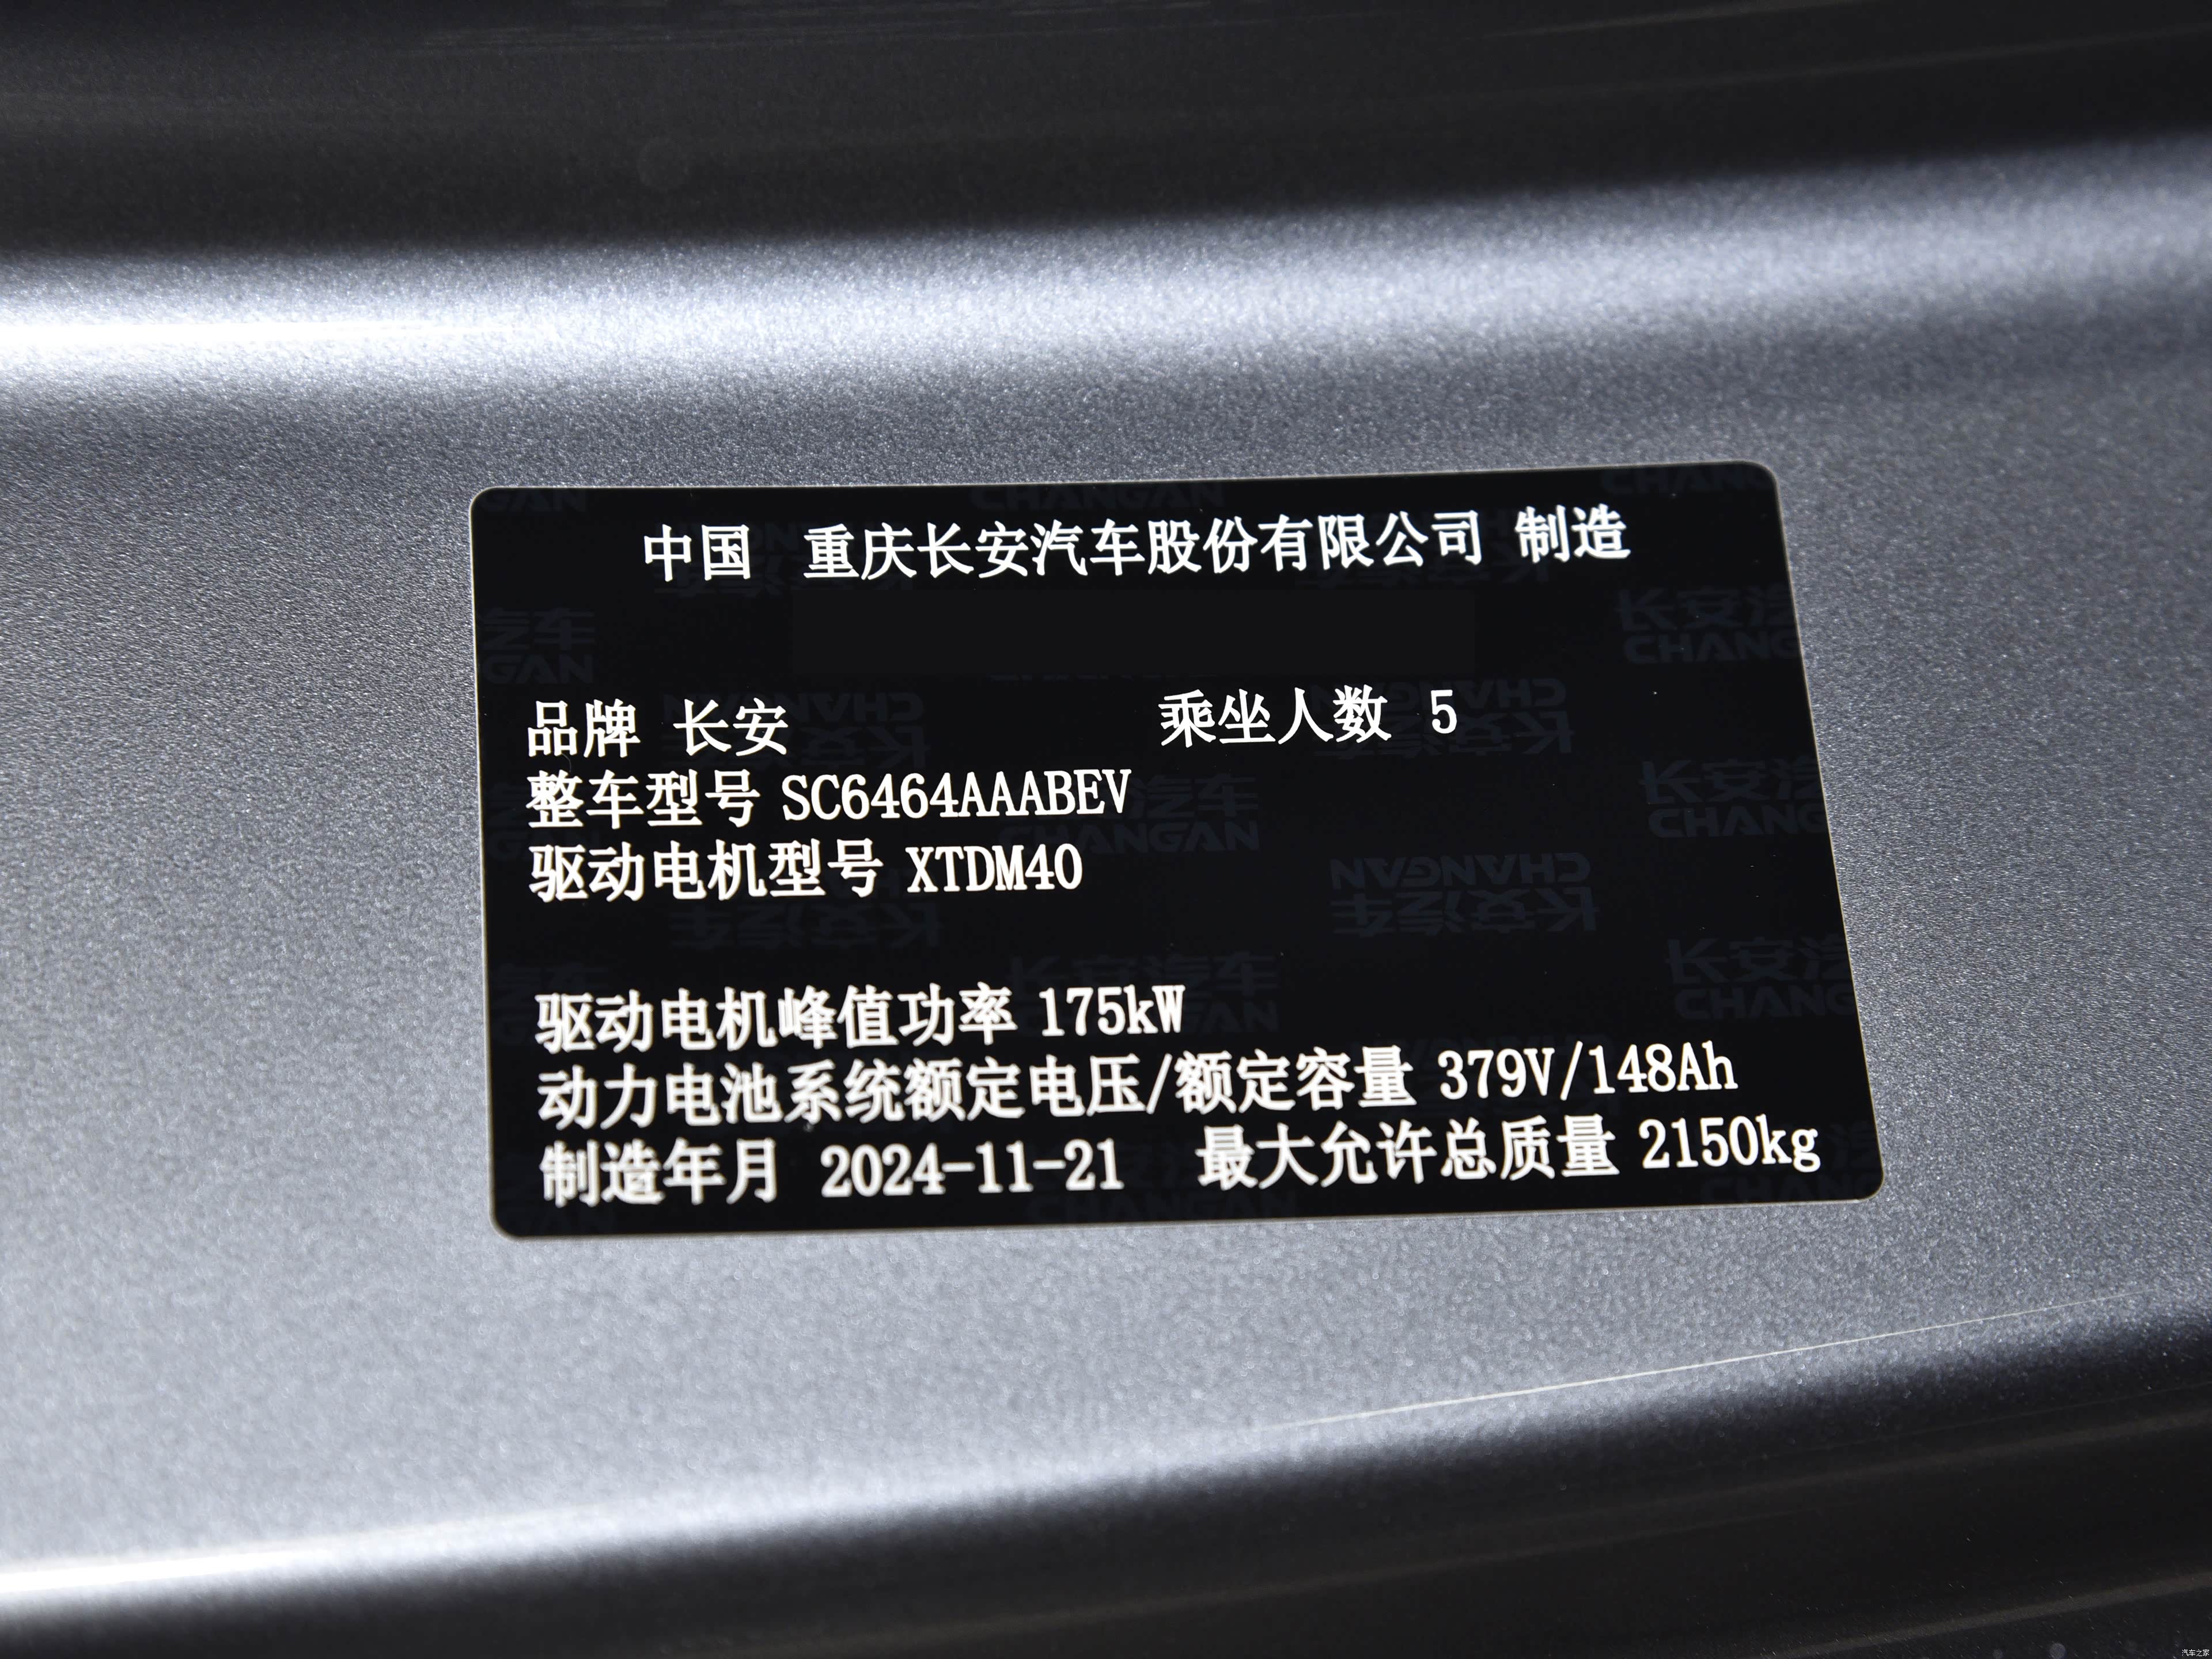 中国 重庆长安汽车股份有限公司 制造
品牌 长安 乘坐人数 5
整车型号 SC6464AAABEV
驱动电机型号 XTDM40
驱动电机峰值功率 175kW
动力电池系统额定电压/额定容量 379V/148Ah
制造年月 2024-11-21 最大允许总质量 2150kg
汽车之家